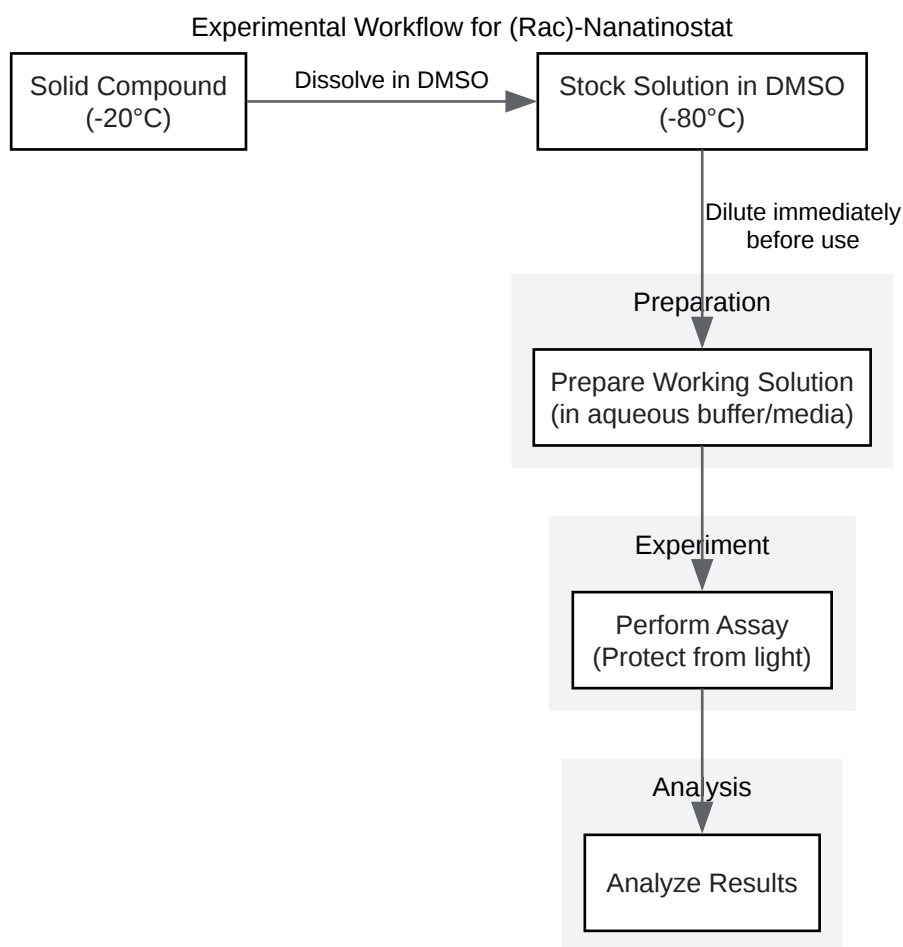 Experimental Workflow for (Rac)-Nanatinostat
Solid Compound
(-20°C)
Dissolve in DMSO
Stock Solution in DMSO
(-80°C)
Dilute immediately
before use
Preparation
Prepare Working Solution
(in aqueous buffer/media)
Experiment
Perform Assay
(Protect from light)
Analysis
Analyze Results